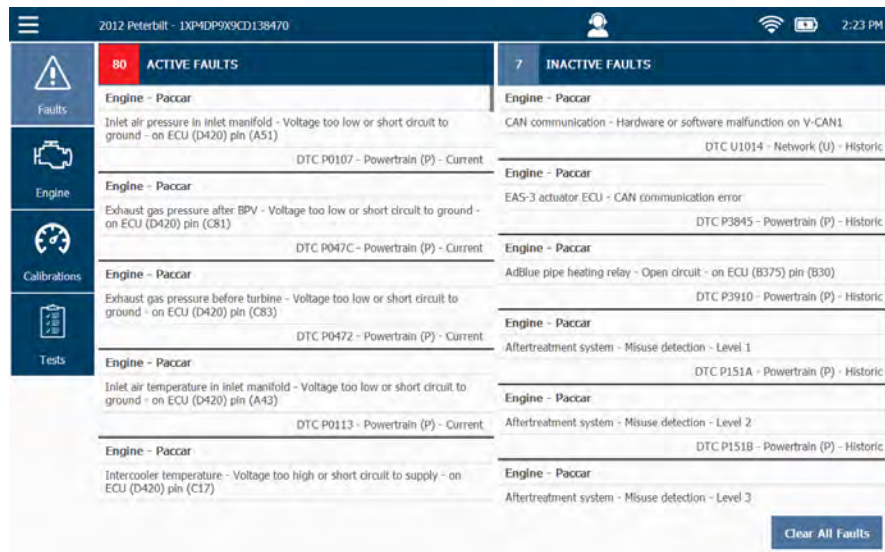 2012 Peterbilt - 1XP4DP9X9CD138470
2:23 PM
Faults
Engine
Calibrations
Tests
80 ACTIVE FAULTS
Engine - Paccar
Inlet air pressure in inlet manifold - Voltage too low or short circuit to
ground - on ECU (D420) pin (A51)
DTC P0107 - Powertrain (P) - Current
Engine - Paccar
Exhaust gas pressure after BPV - Voltage too low or short circuit to ground -
on ECU (D420) pin (C81)
DTC P047C - Powertrain (P) - Current
Engine - Paccar
Exhaust gas pressure before turbine - Voltage too low or short circuit to
ground - on ECU (D420) pin (C83)
DTC P0472 - Powertrain (P) - Current
Engine - Paccar
Inlet air temperature in inlet manifold - Voltage too low or short circuit to
ground - on ECU (D420) pin (A43)
DTC P0113 - Powertrain (P) - Current
Engine - Paccar
Intercooler temperature - Voltage too high or short circuit to supply - on
ECU (D420) pin (C17)
7 INACTIVE FAULTS
Engine - Paccar
CAN communication - Hardware or software malfunction on V-CAN1
DTC U1014 - Network (U) - Historic
Engine - Paccar
EAS-3 actuator ECU - CAN communication error
DTC P3845 - Powertrain (P) - Historic
Engine - Paccar
AdBlue pipe heating relay - Open circuit - on ECU (B375) pin (B30)
DTC P3910 - Powertrain (P) - Historic
Engine - Paccar
Aftertreatment system - Misuse detection - Level 1
DTC P151A - Powertrain (P) - Historic
Engine - Paccar
Aftertreatment system - Misuse detection - Level 2
DTC P151B - Powertrain (P) - Historic
Engine - Paccar
Aftertreatment system - Misuse detection - Level 3
Clear All Faults